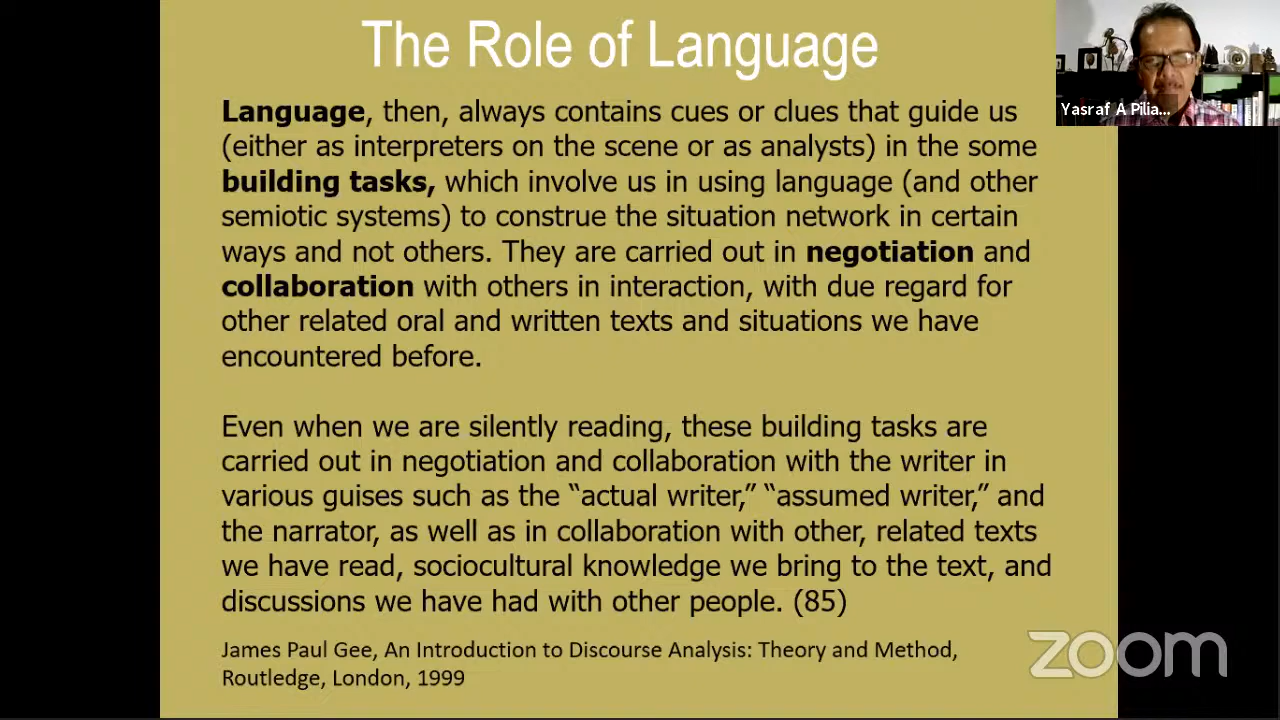 The Role of Language
Language, then, always contains cues or clues that guide us
(either as interpreters on the scene or as analysts) in the some
building tasks, which involve us in using language (and other
semiotic systems) to construe the situation network in certain
ways and not others. They are carried out in negotiation and
collaboration with others in interaction, with due regard for
other related oral and written texts and situations we have
encountered before.
Even when we are silently reading, these building tasks are
carried out in negotiation and collaboration with the writer in
various guises such as the “actual writer,” “assumed writer,” and
the narrator, as well as in collaboration with other, related texts
we have read, sociocultural knowledge we bring to the text, and
discussions we have had with other people. (85)
James Paul Gee, An Introduction to Discourse Analysis: Theory and Method,
Routledge, London, 1999
Yasraf A Pilia...
zoom